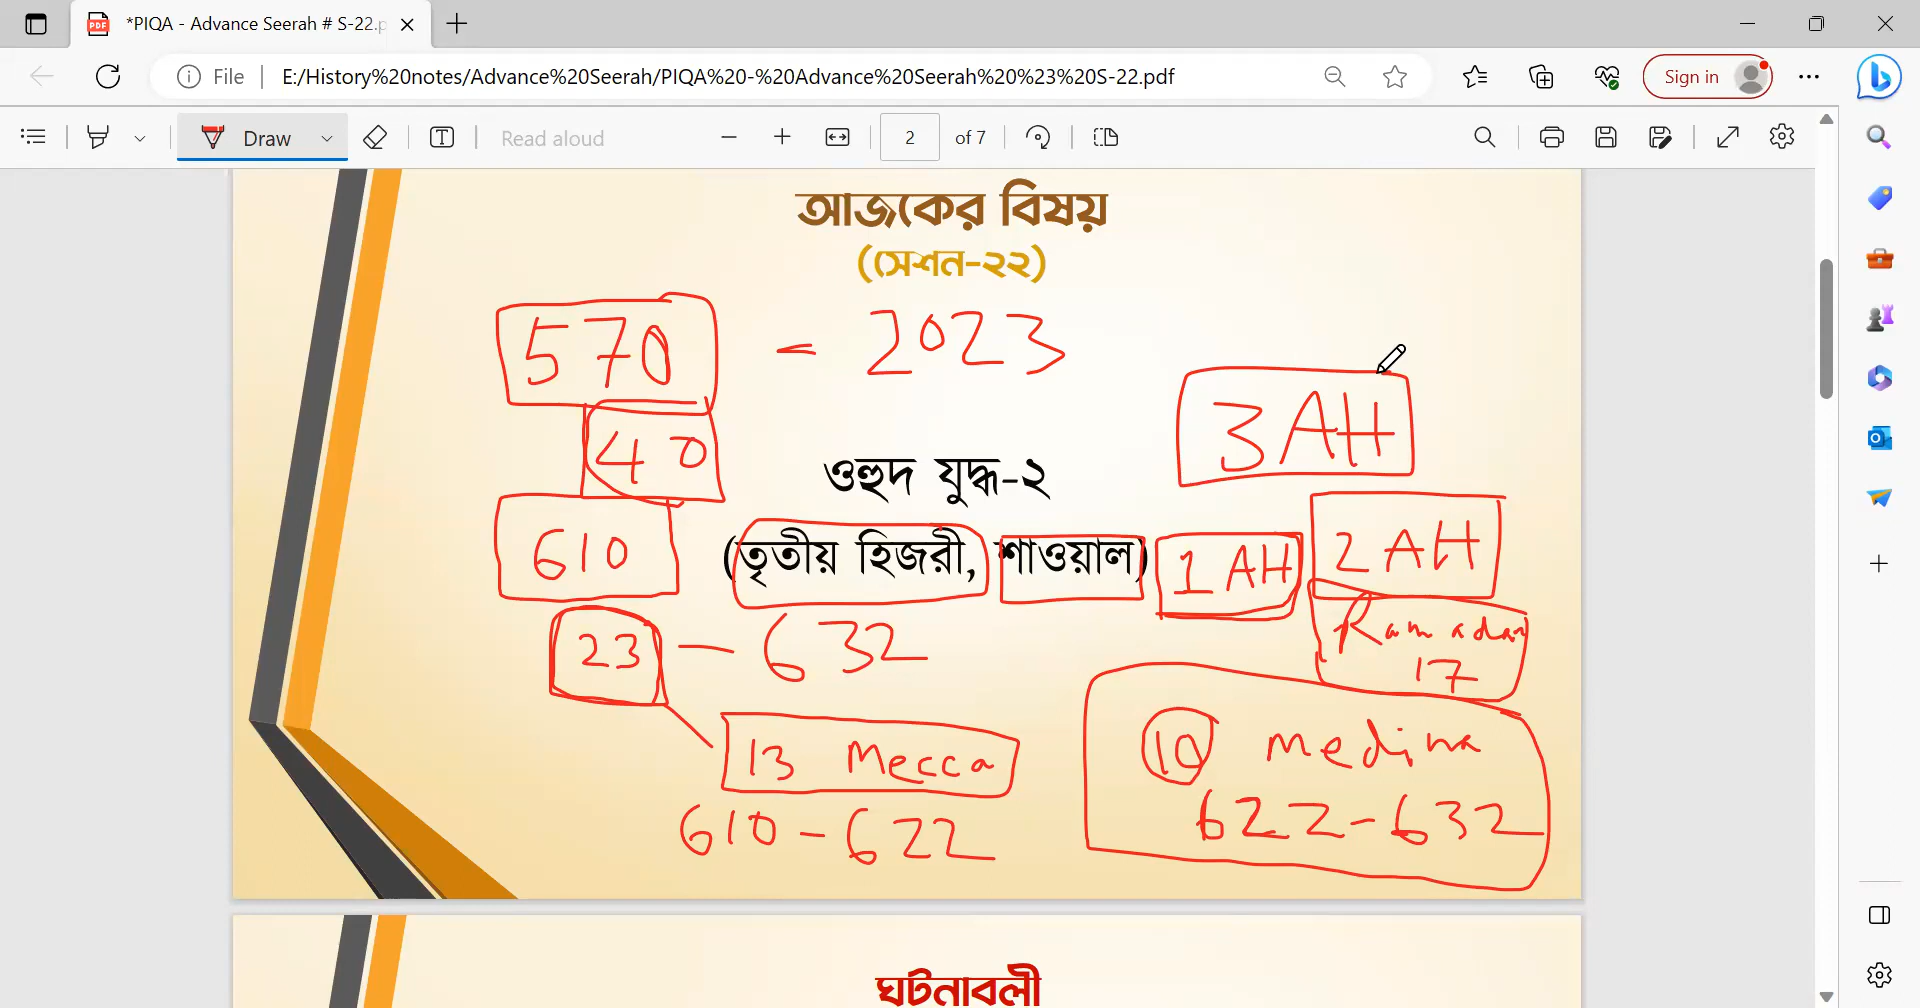 *PIQA - Advance Seerah # S-22.p
File
E:/History%20notes/Advance%20Seerah/PIQA%20-%20Advance%20Seerah%20%23%20S-22.pdf
Sign in
Draw
Read aloud
2 of 7
আজকের বিষয়
(সেশন-২২)
570 - 2023
3 AH
40
ওহুদ যুদ্ধ-২
610
(তৃতীয় হিজরী, শাওয়াল)
1 AH
2 AH
Ramadan
17
23 - 632
13 Mecca
610-622
10 medina
622-632
ঘটনাবলী